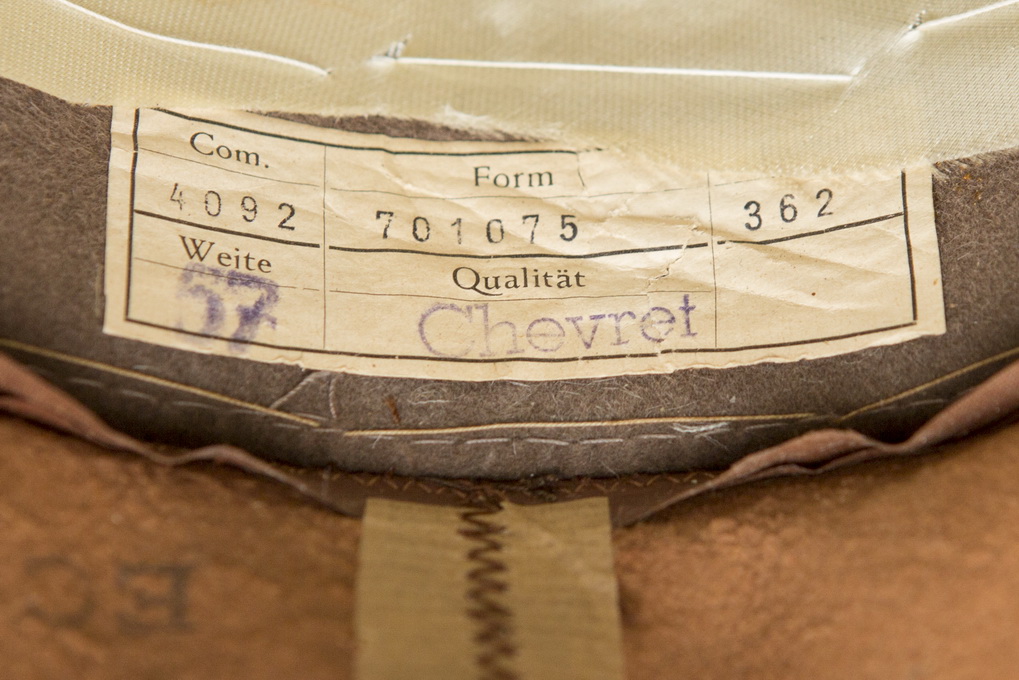 Com.
Form
4092
701075
362
Weite
Qualität
57
Chevret
EC